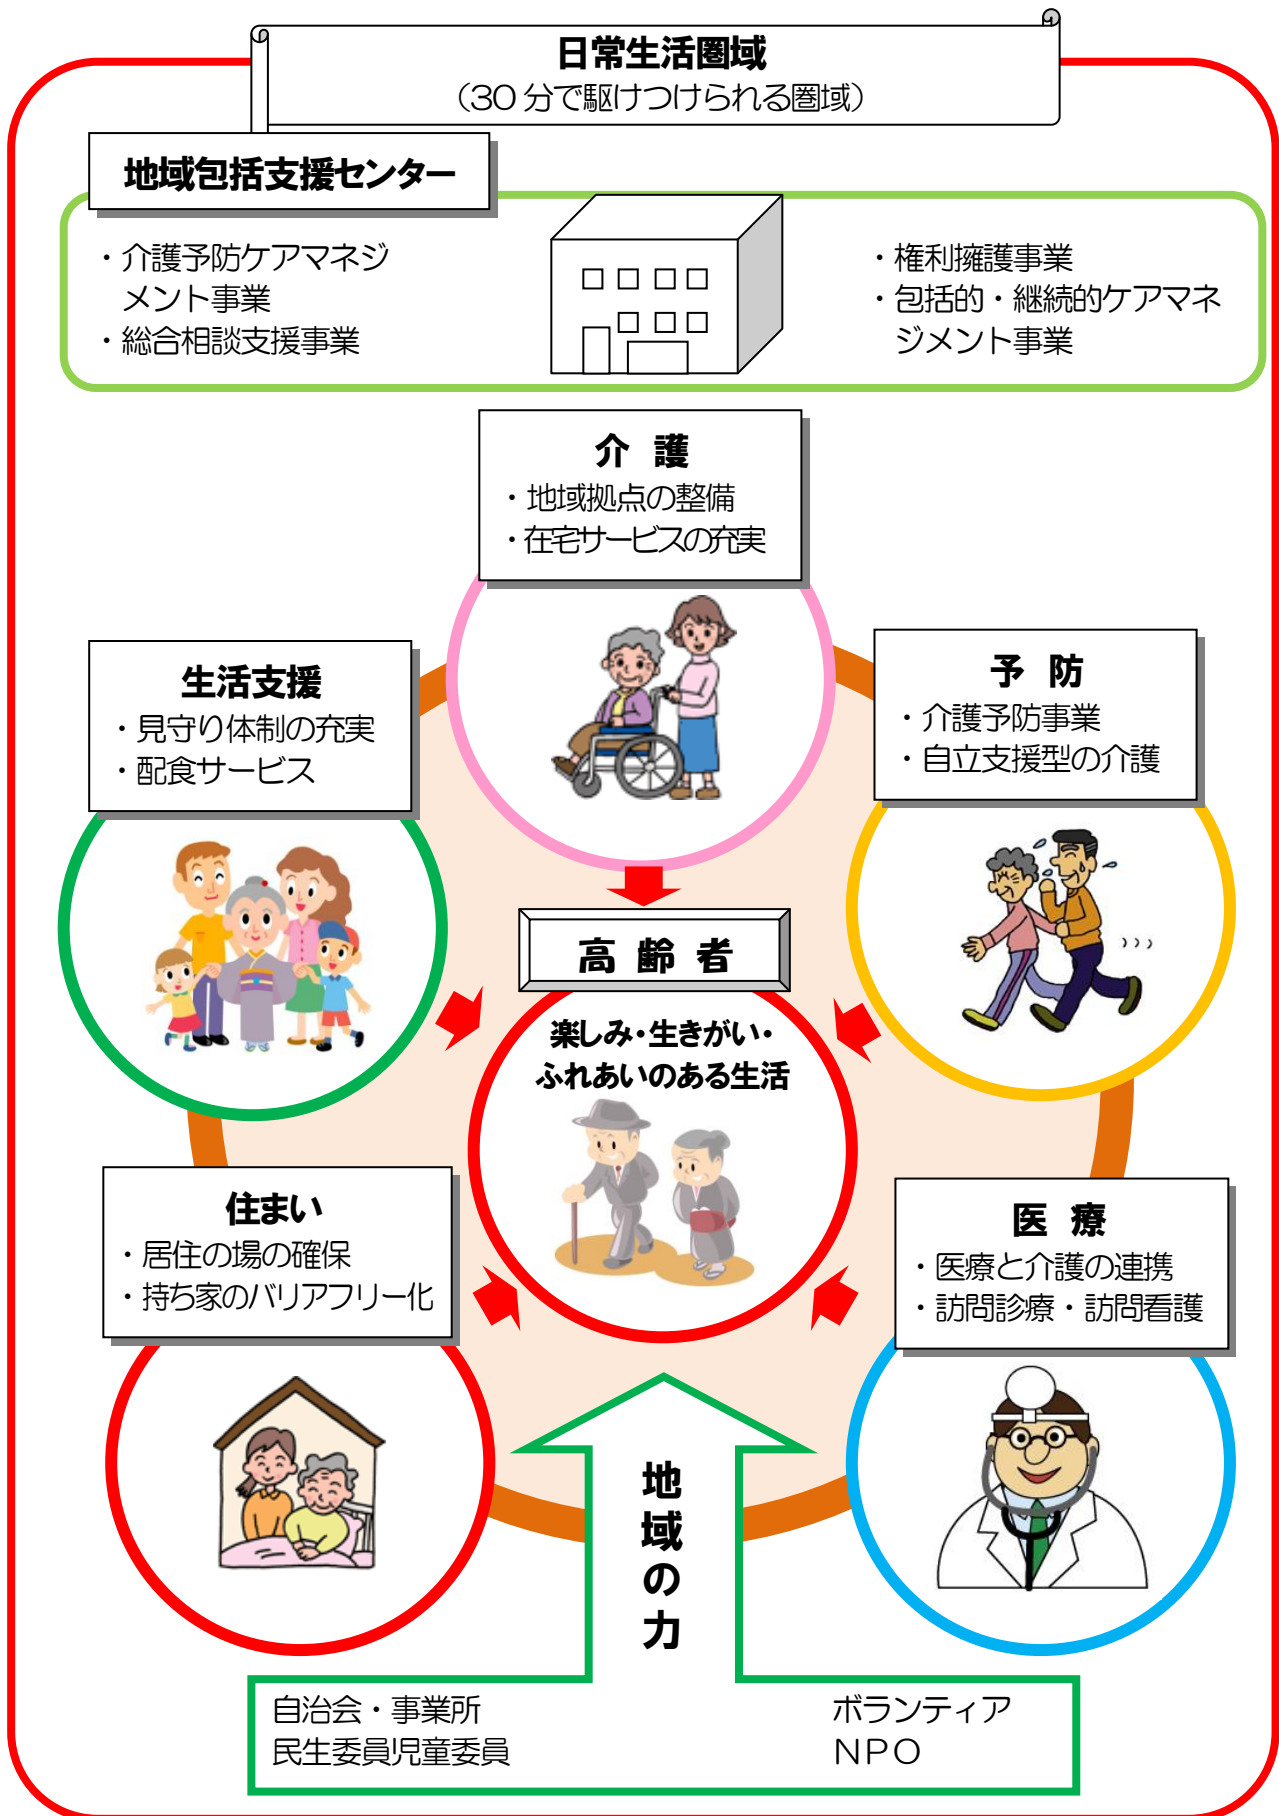 日常生活圏域
（30分で駆けつけられる圏域）
地域包括支援センター
・介護予防ケアマネジ
メント事業
・総合相談支援事業
・権利擁護事業
・包括的・継続的ケアマネ
ジメント事業
介 護
・地域拠点の整備
・在宅サービスの充実
生活支援
・見守り体制の充実
・配食サービス
予 防
・介護予防事業
・自立支援型の介護
高 齢 者
楽しみ・生きがい・
ふれあいのある生活
住まい
・居住の場の確保
・持ち家のバリアフリー化
医 療
・医療と介護の連携
・訪問診療・訪問看護
地域の力
自治会・事業所
民生委員児童委員
ボランティア
ＮＰＯ